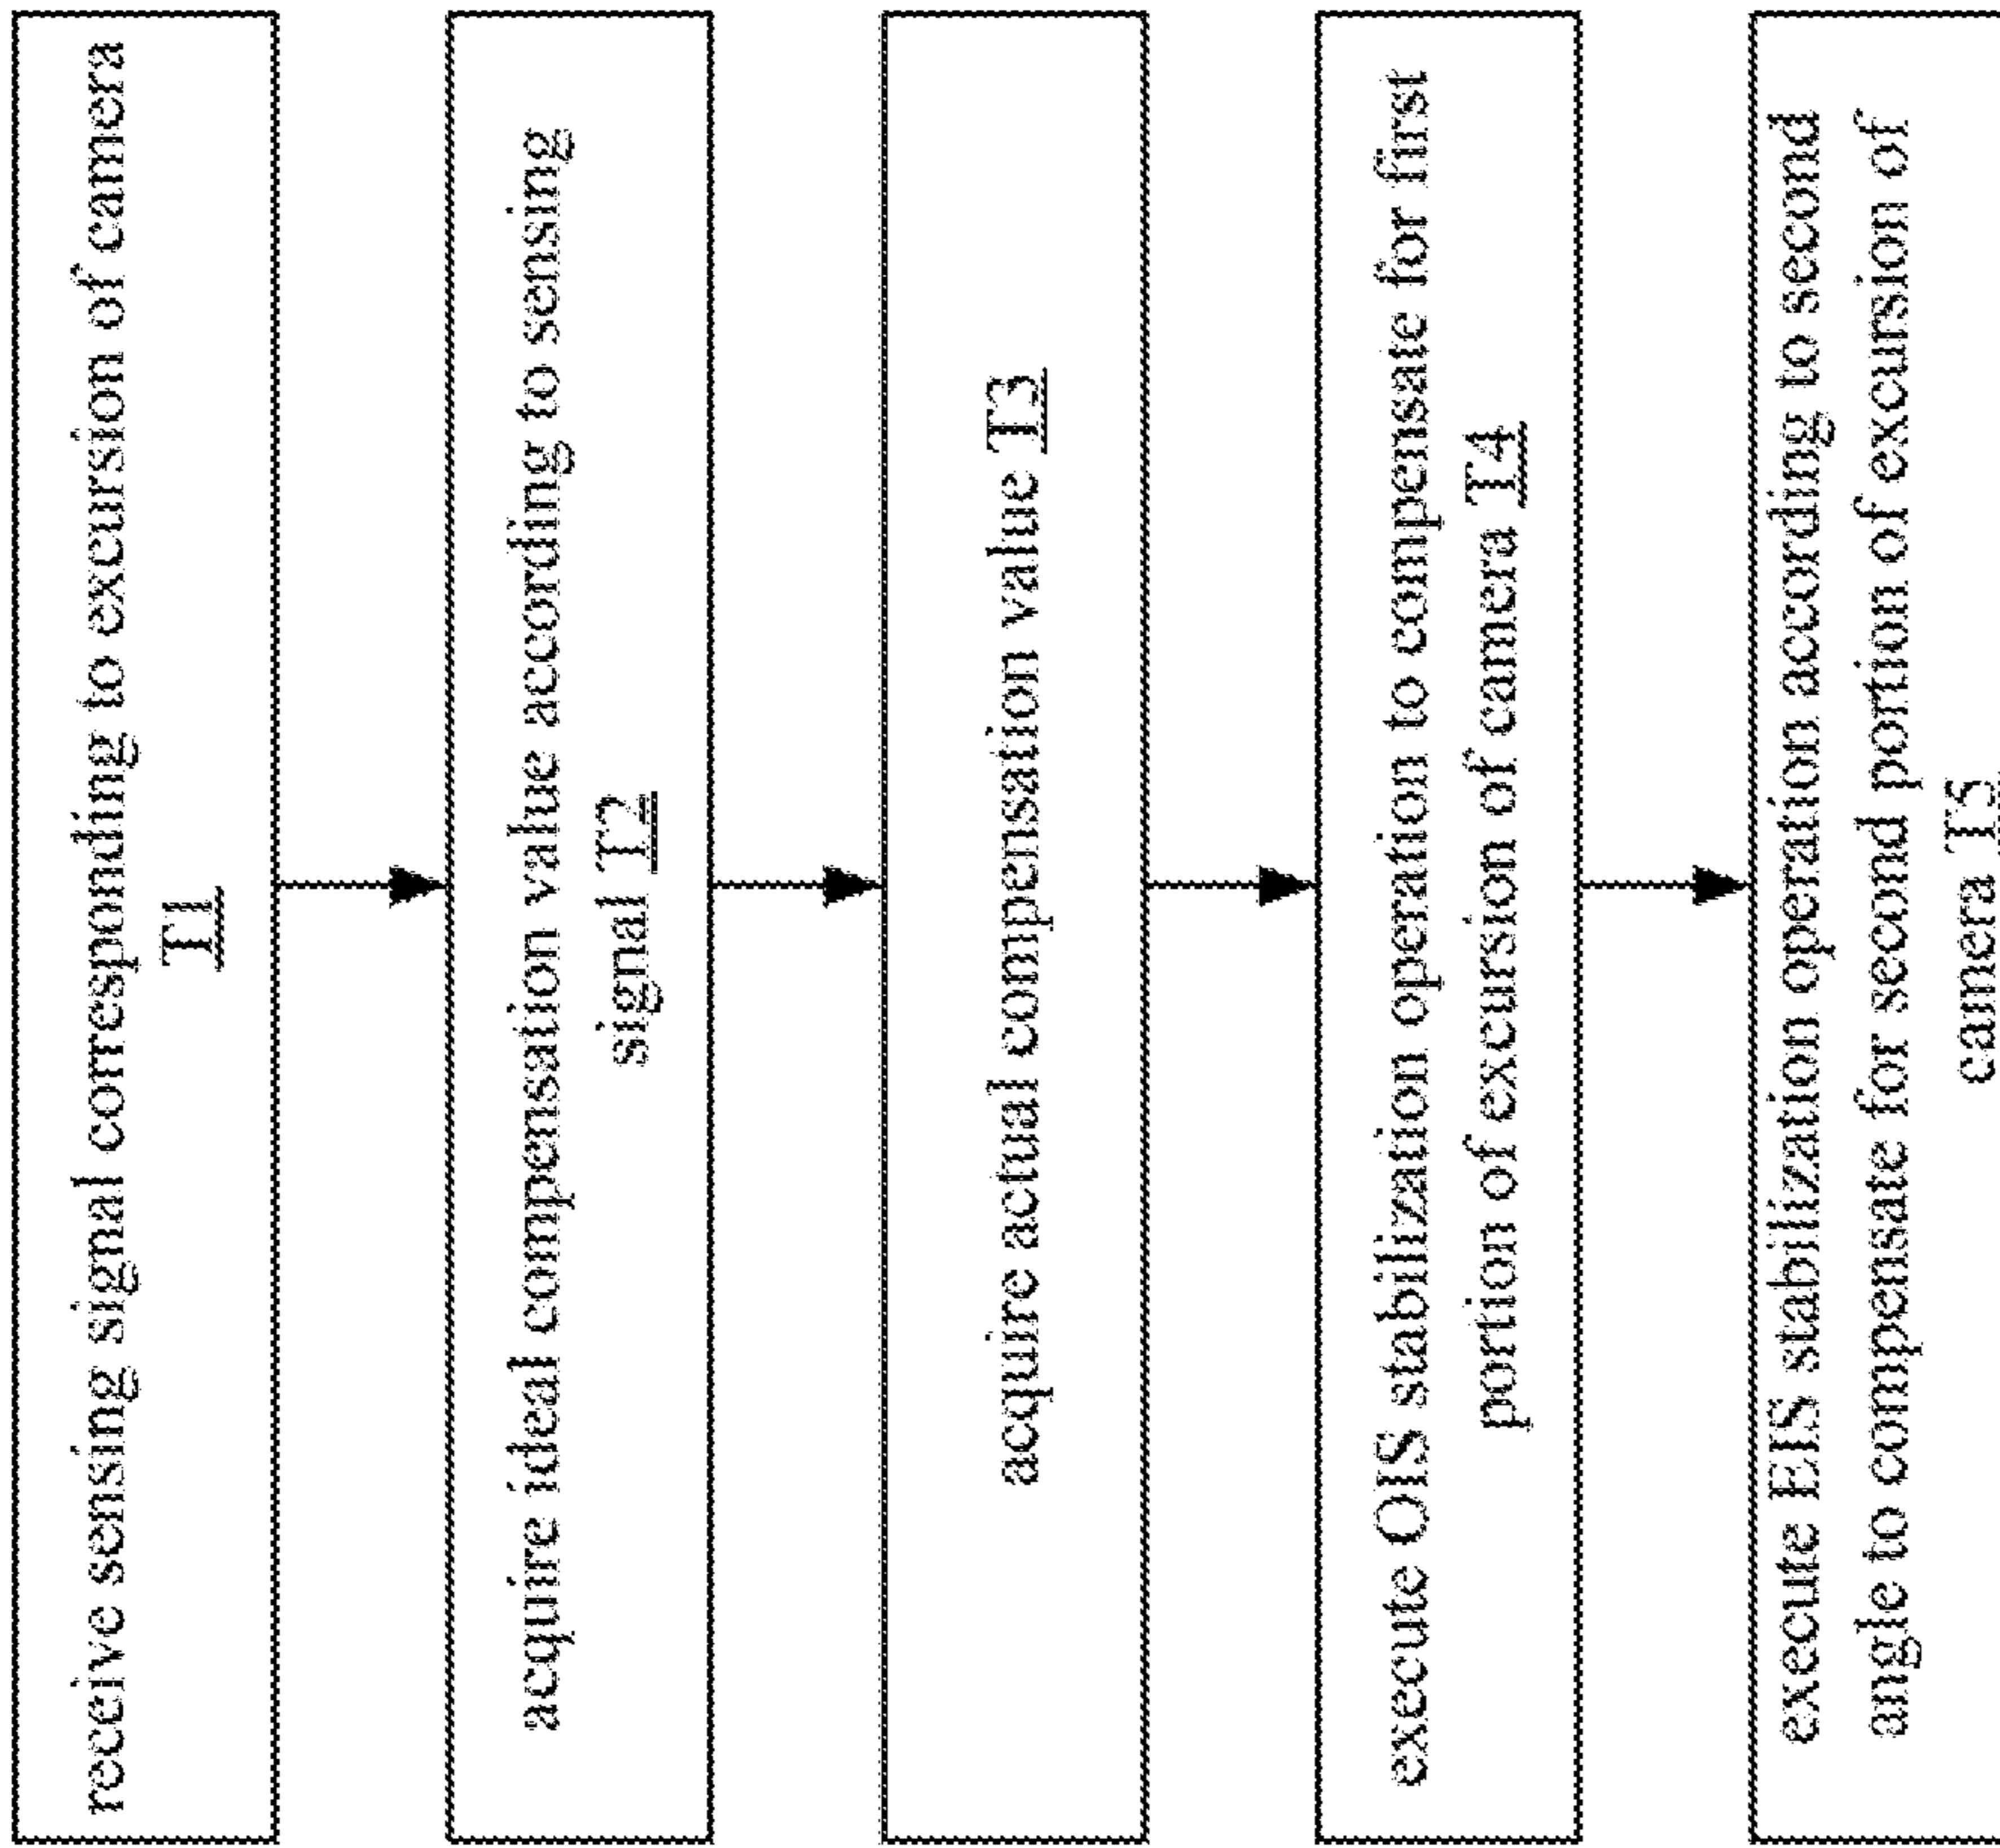 receive sensing signal corresponding to excursion of camera
T1
acquire ideal compensation value according to sensing
signal T2
acquire actual compensation value T3
execute OIS stabilization operation to compensate for first
portion of excursion of camera T4
execute EIS stabilization operation according to second
angle to compensate for second portion of excursion of
camera T5